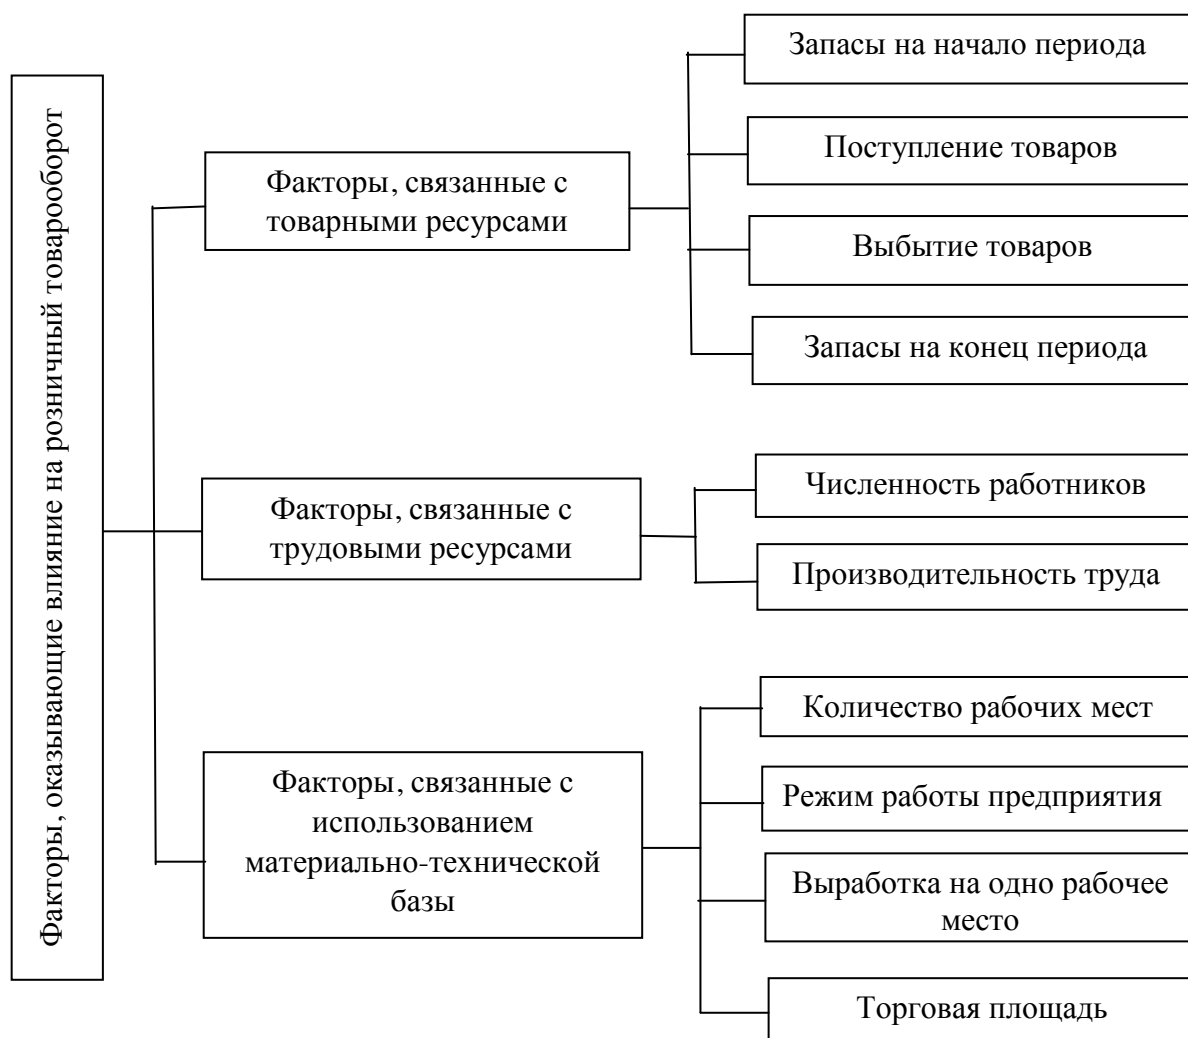 Факторы, оказывающие влияние на розничный товарооборот
Факторы, связанные с
товарными ресурсами
Запасы на начало периода
Поступление товаров
Выбытие товаров
Запасы на конец периода
Факторы, связанные с
трудовыми ресурсами
Численность работников
Производительность труда
Факторы, связанные с
использованием
материально-технической
базы
Количество рабочих мест
Режим работы предприятия
Выработка на одно рабочее
место
Торговая площадь